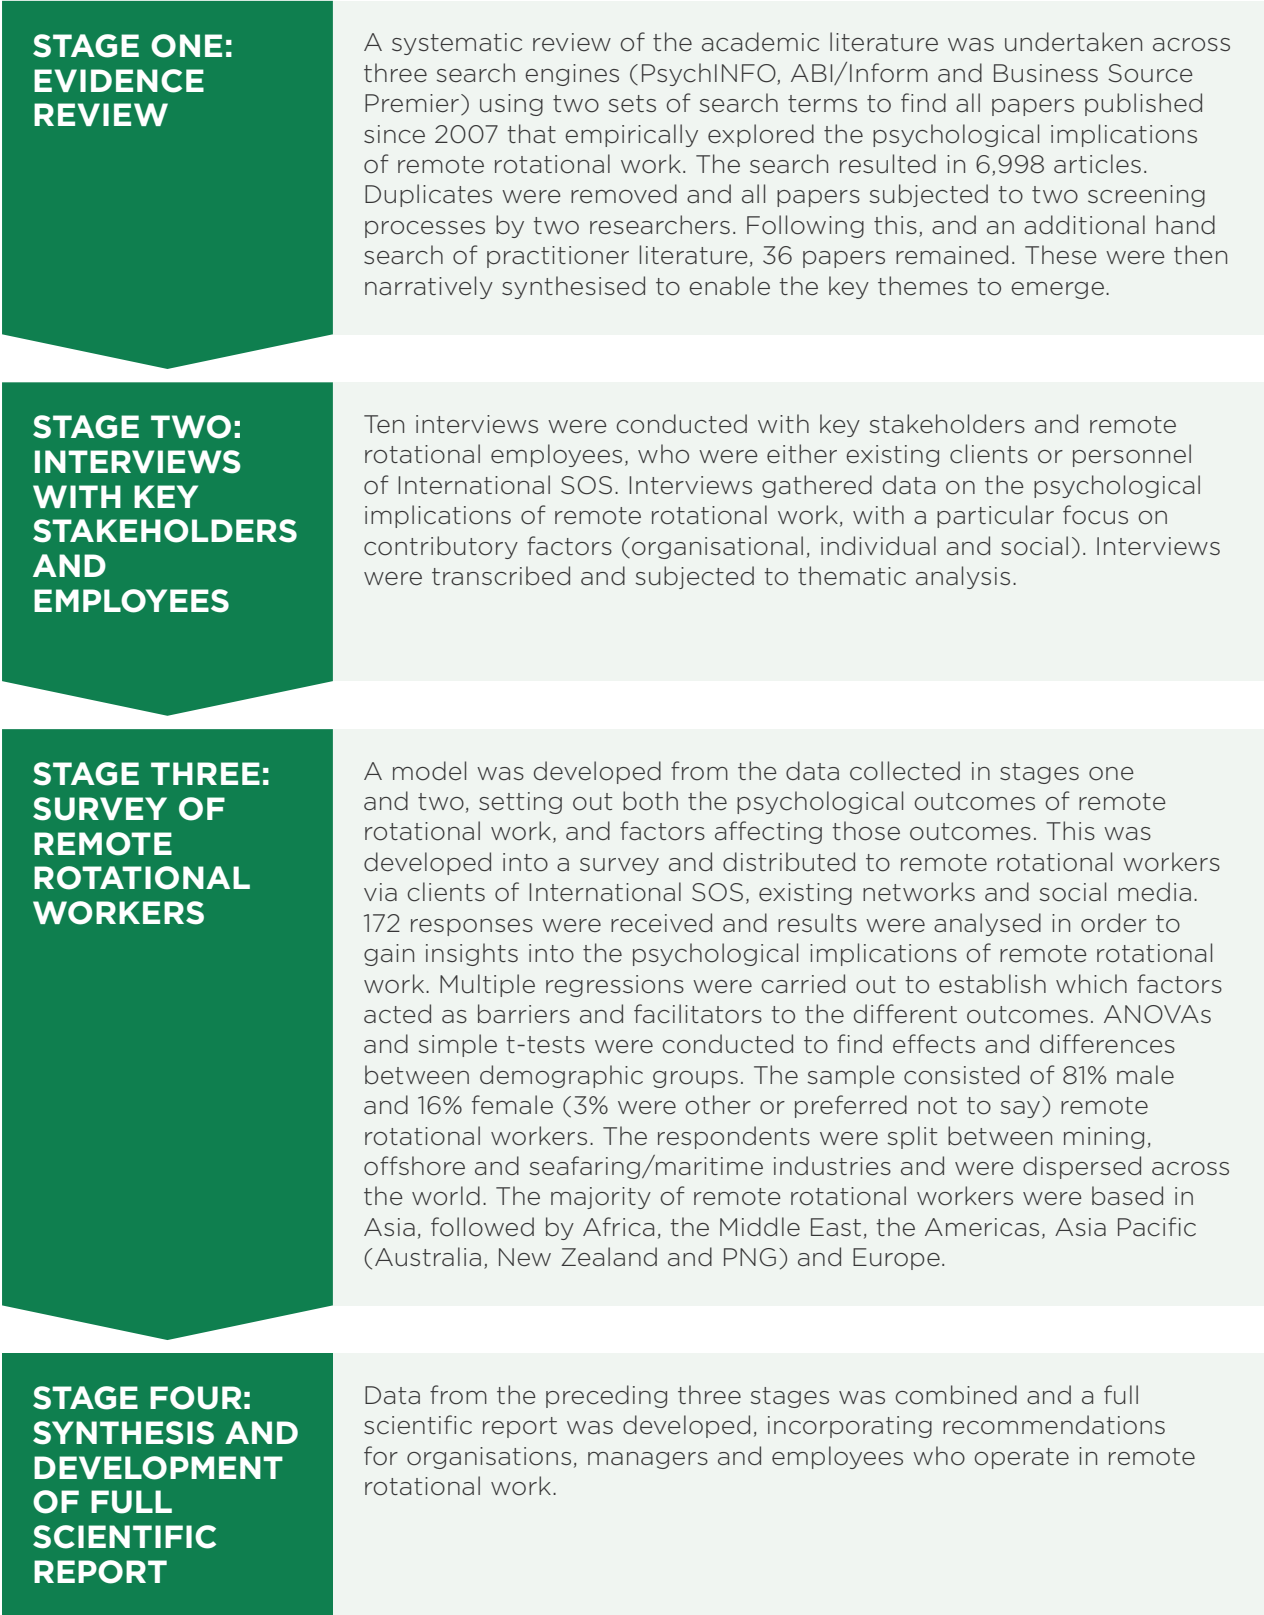 STAGE ONE:
EVIDENCE
REVIEW
A systematic review of the academic literature was undertaken across
three search engines (PsychINFO, ABI/Inform and Business Source
Premier) using two sets of search terms to find all papers published
since 2007 that empirically explored the psychological implications
of remote rotational work. The search resulted in 6,998 articles.
Duplicates were removed and all papers subjected to two screening
processes by two researchers. Following this, and an additional hand
search of practitioner literature, 36 papers remained. These were then
narratively synthesised to enable the key themes to emerge.
STAGE TWO:
INTERVIEWS
WITH KEY
STAKEHOLDERS
AND
EMPLOYEES
Ten interviews were conducted with key stakeholders and remote
rotational employees, who were either existing clients or personnel
of International SOS. Interviews gathered data on the psychological
implications of remote rotational work, with a particular focus on
contributory factors (organisational, individual and social). Interviews
were transcribed and subjected to thematic analysis.
STAGE THREE:
SURVEY OF
REMOTE
ROTATIONAL
WORKERS
A model was developed from the data collected in stages one
and two, setting out both the psychological outcomes of remote
rotational work, and factors affecting those outcomes. This was
developed into a survey and distributed to remote rotational workers
via clients of International SOS, existing networks and social media.
172 responses were received and results were analysed in order to
gain insights into the psychological implications of remote rotational
work. Multiple regressions were carried out to establish which factors
acted as barriers and facilitators to the different outcomes. ANOVAs
and simple t-tests were conducted to find effects and differences
between demographic groups. The sample consisted of 81% male
and 16% female (3% were other or preferred not to say) remote
rotational workers. The respondents were split between mining,
offshore and seafaring/maritime industries and were dispersed across
the world. The majority of remote rotational workers were based in
Asia, followed by Africa, the Middle East, the Americas, Asia Pacific
(Australia, New Zealand and PNG) and Europe.
STAGE FOUR:
SYNTHESIS AND
DEVELOPMENT
OF FULL
SCIENTIFIC
REPORT
Data from the preceding three stages was combined and a full
scientific report was developed, incorporating recommendations
for organisations, managers and employees who operate in remote
rotational work.